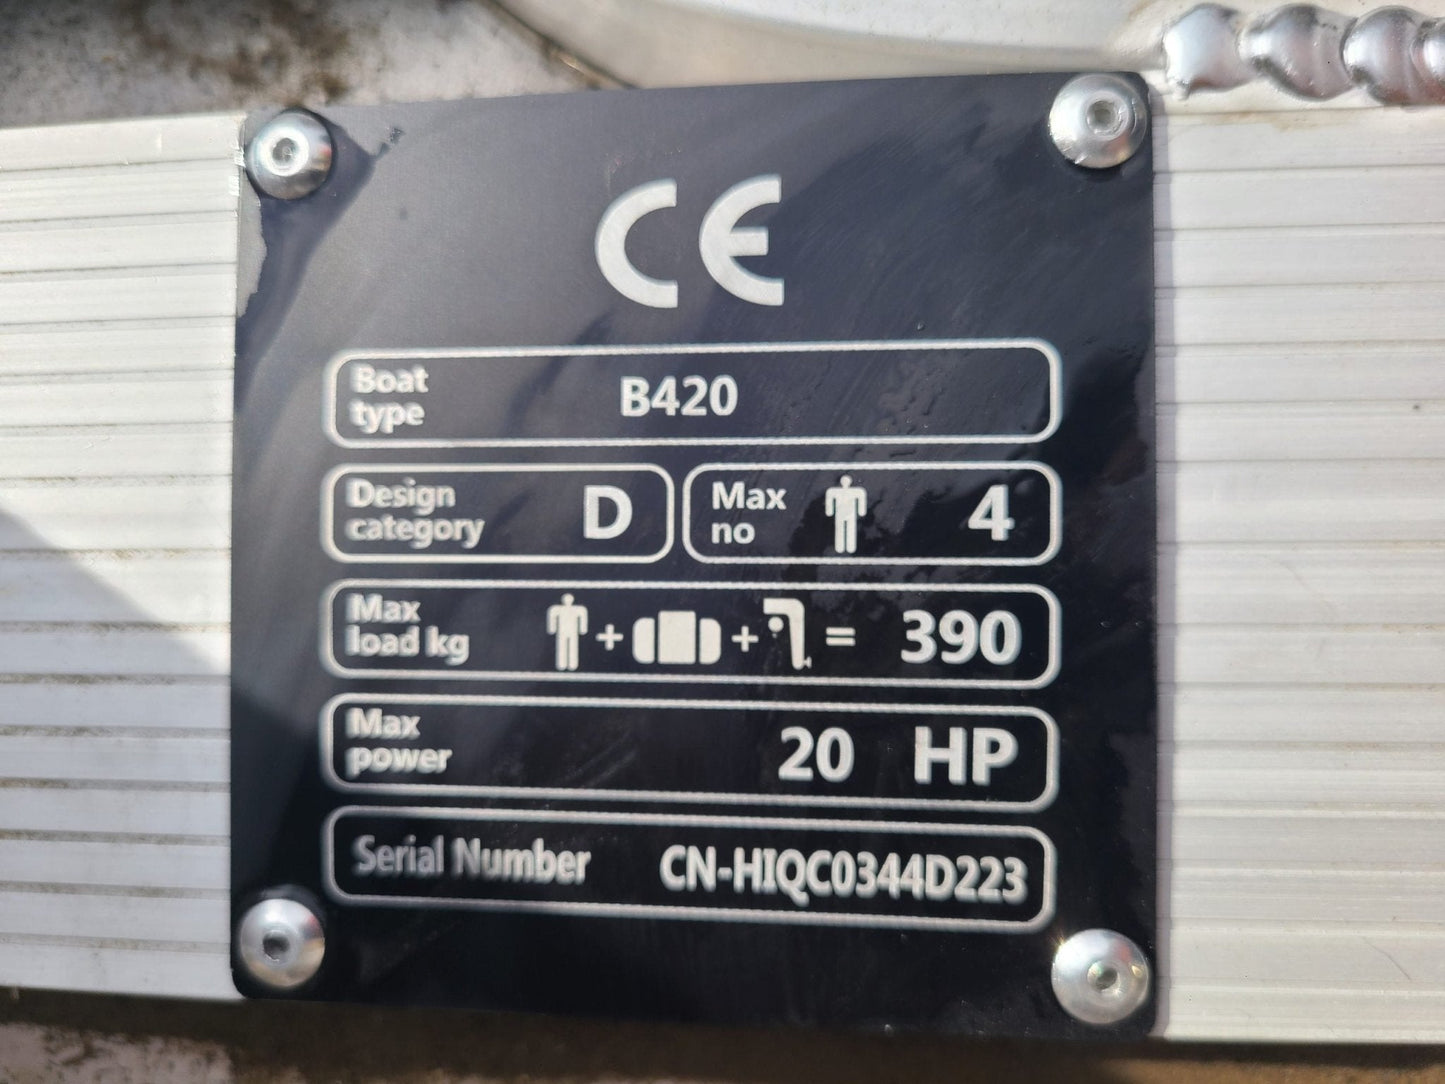 CE
Boat type B420
Design category D
Max no 4
Max load kg + + = 390
Max power 20 HP
Serial Number CN-HIQC0344D223